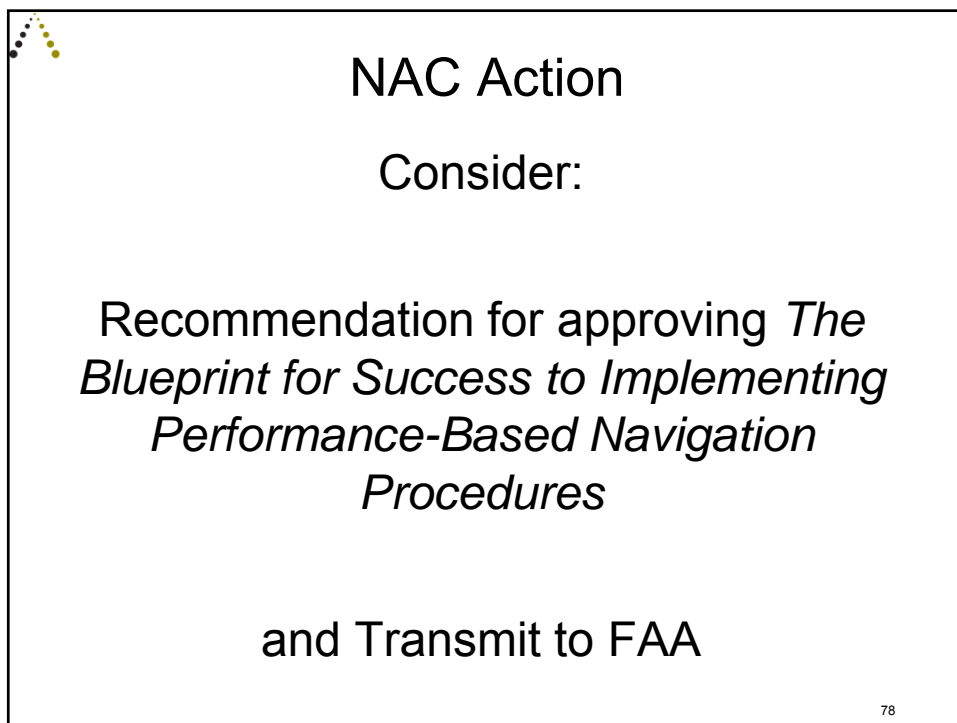 NAC Action
Consider:
Recommendation for approving The
Blueprint for Success to Implementing
Performance-Based Navigation
Procedures
and Transmit to FAA
78